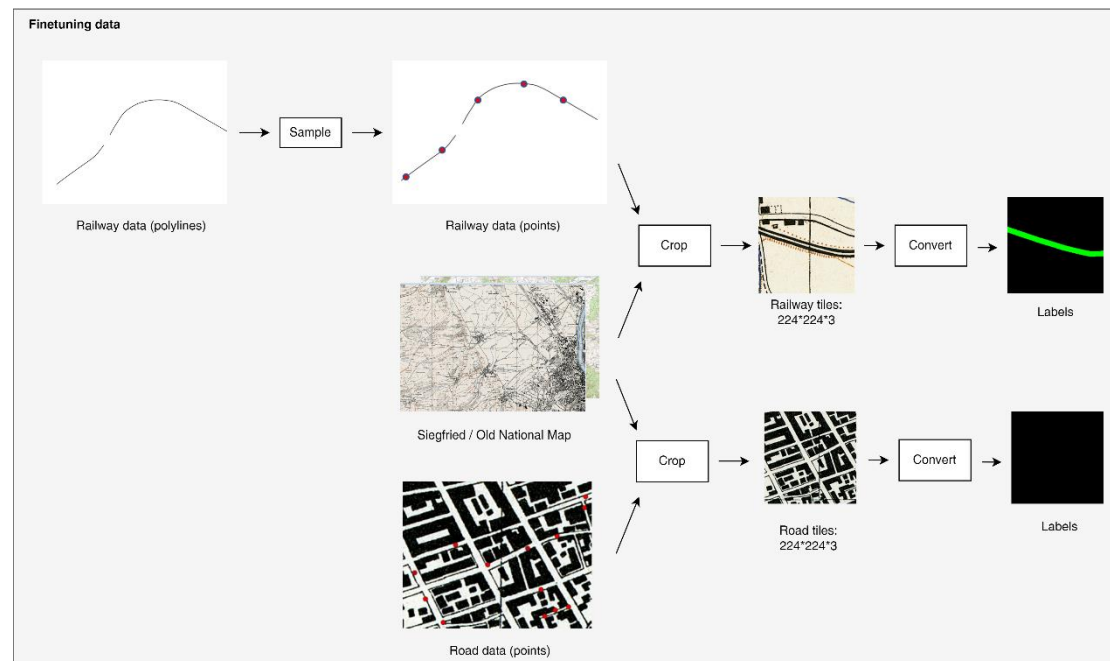 Finetuning data
Sample
Railway data (polylines)
Railway data (points)
Crop
Convert
Railway tiles:
224*224*3
Labels
Siegfried / Old National Map
Crop
Convert
Road tiles:
224*224*3
Labels
Road data (points)